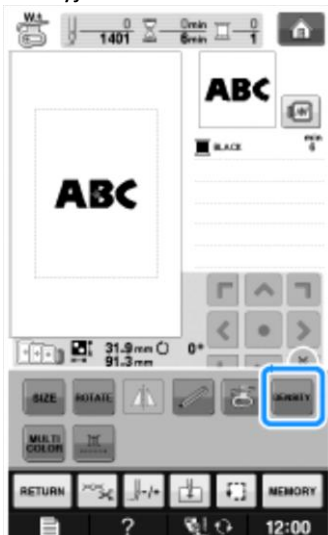 W+
0 0min 0
1401 6min 1
ABC
BLACK
min
6
ABC
31.9mm 0°
91.3mm
SIZE ROTATE DENSITY
MULTI
COLOR
RETURN -/+ MEMORY
? 12:00